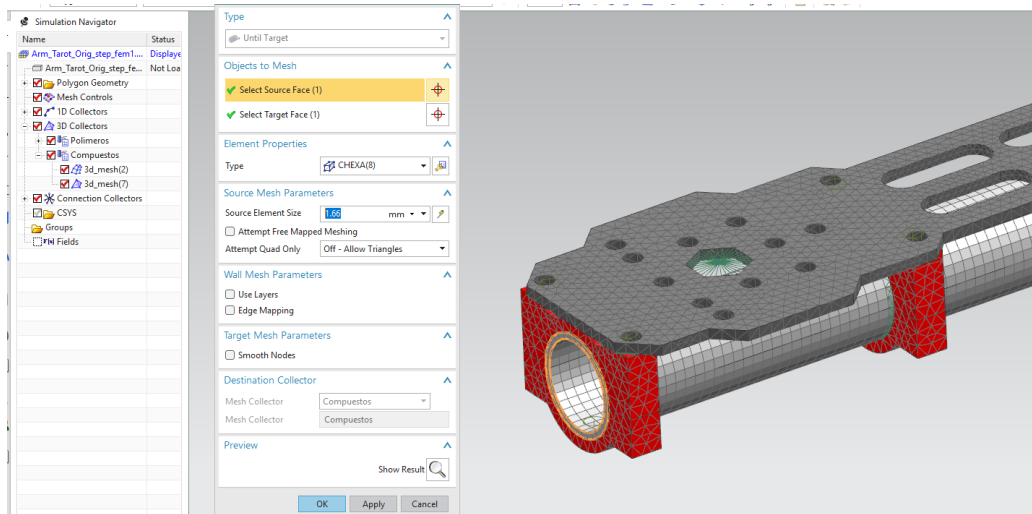 Simulation Navigator
Name Status
Arm_Tarot_Orig_step_fem1.... Displaye
Arm_Tarot_Orig_step_fe... Not Loa
Polygon Geometry
Mesh Controls
1D Collectors
3D Collectors
Polimeros
Compuestos
3d_mesh(2)
3d_mesh(7)
Connection Collectors
CSYS
Groups
Fields
Type
Until Target
Objects to Mesh
Select Source Face (1)
Select Target Face (1)
Element Properties
Type CHEXA(8)
Source Mesh Parameters
Source Element Size 1.66 mm
Attempt Free Mapped Meshing
Attempt Quad Only Off - Allow Triangles
Wall Mesh Parameters
Use Layers
Edge Mapping
Target Mesh Parameters
Smooth Nodes
Destination Collector
Mesh Collector Compuestos
Mesh Collector Compuestos
Preview
Show Result
OK Apply Cancel